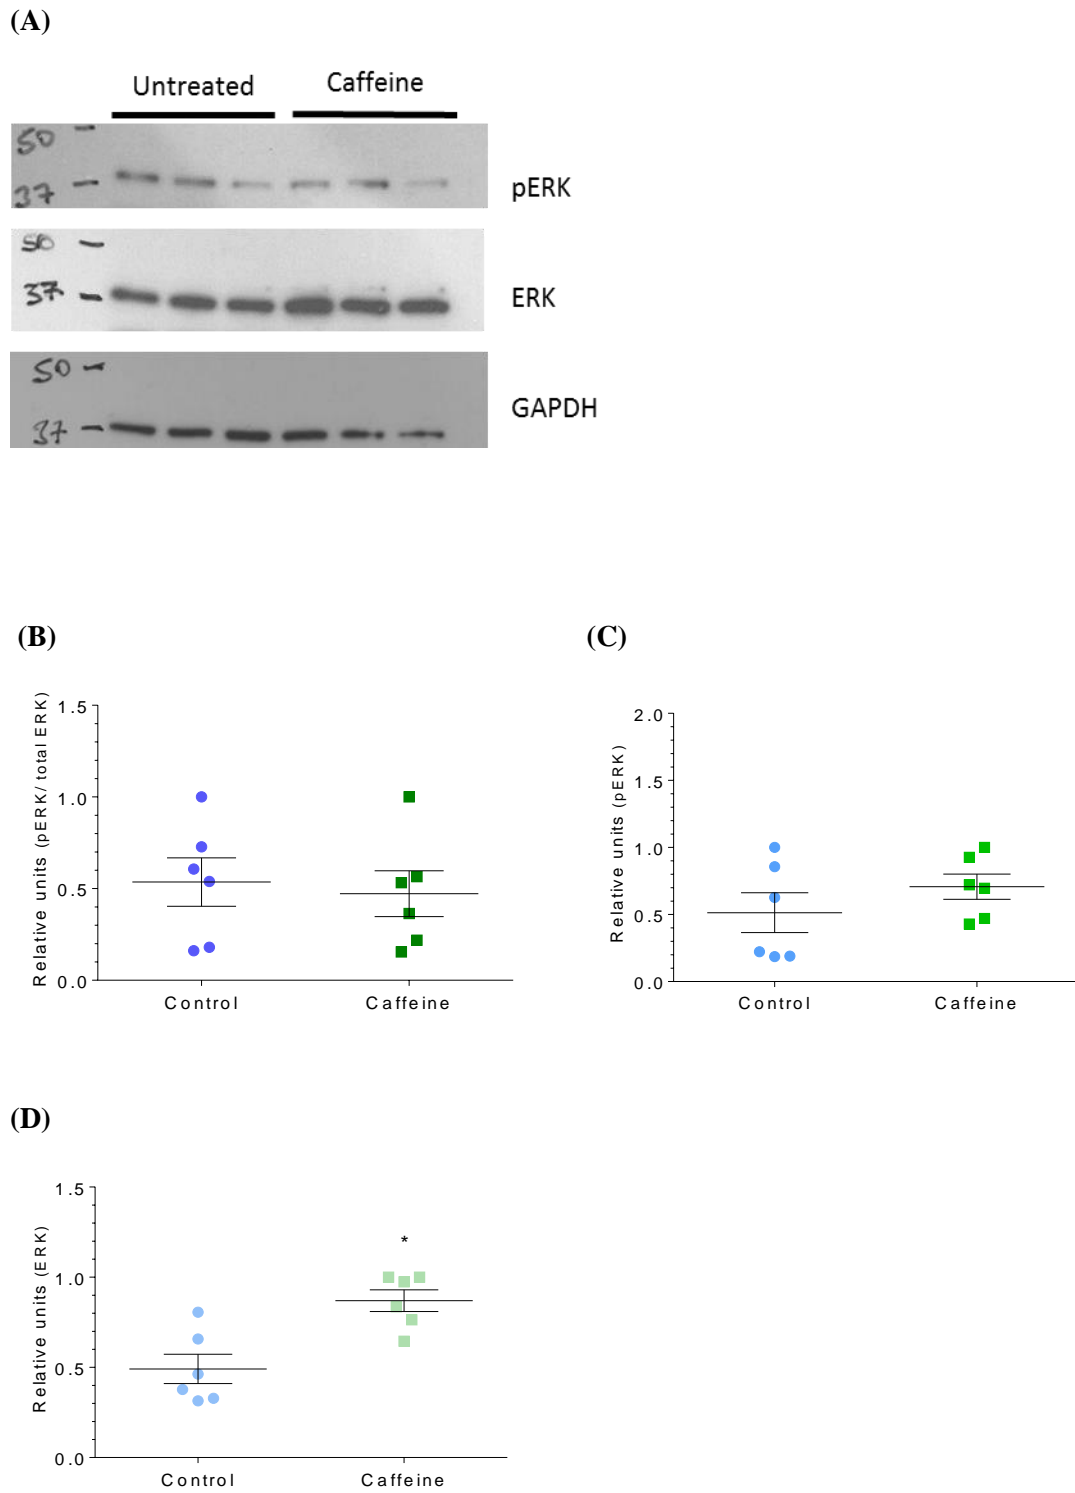 (A)
Untreated
Caffeine
50
37
pERK
50
37
ERK
50
37
GAPDH
(B)
Relative units (pERK/ total ERK)
1.5
1.0
0.5
0.0
Control
Caffeine
(C)
Relative units (pERK)
2.0
1.5
1.0
0.5
0.0
Control
Caffeine
(D)
Relative units (ERK)
1.5
1.0
0.5
0.0
*
Control
Caffeine